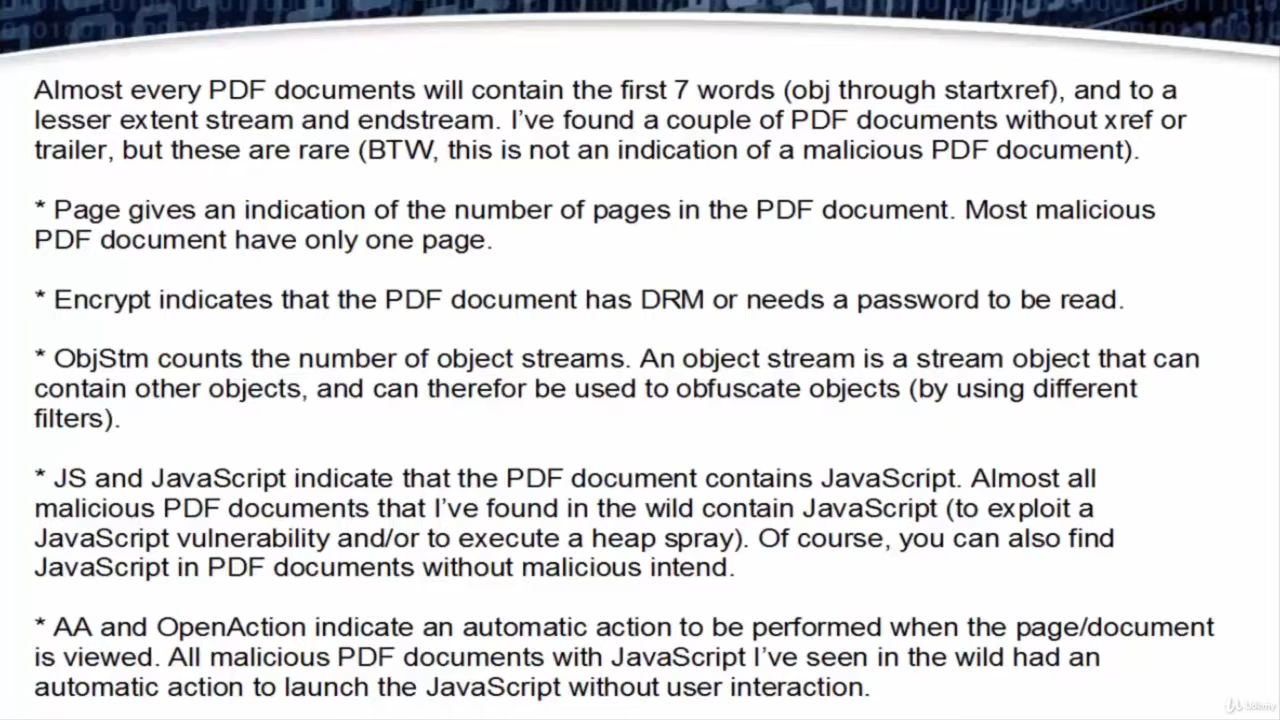 Almost every PDF documents will contain the first 7 words (obj through startxref), and to a
lesser extent stream and endstream. I've found a couple of PDF documents without xref or
trailer, but these are rare (BTW, this is not an indication of a malicious PDF document).
* Page gives an indication of the number of pages in the PDF document. Most malicious
PDF document have only one page.
* Encrypt indicates that the PDF document has DRM or needs a password to be read.
* ObjStm counts the number of object streams. An object stream is a stream object that can
contain other objects, and can therefor be used to obfuscate objects (by using different
filters).
* JS and JavaScript indicate that the PDF document contains JavaScript. Almost all
malicious PDF documents that I've found in the wild contain JavaScript (to exploit a
JavaScript vulnerability and/or to execute a heap spray). Of course, you can also find
JavaScript in PDF documents without malicious intend.
* AA and OpenAction indicate an automatic action to be performed when the page/document
is viewed. All malicious PDF documents with JavaScript I've seen in the wild had an
automatic action to launch the JavaScript without user interaction.
Udemy